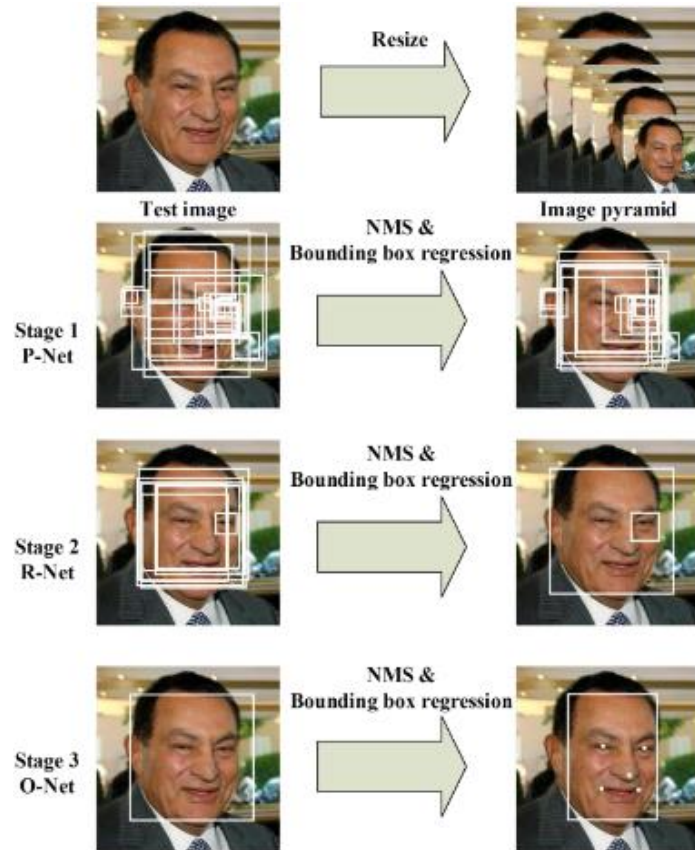 Resize
Test image
Image pyramid
NMS &
Bounding box regression
Stage 1
P-Net
NMS &
Bounding box regression
Stage 2
R-Net
NMS &
Bounding box regression
Stage 3
O-Net